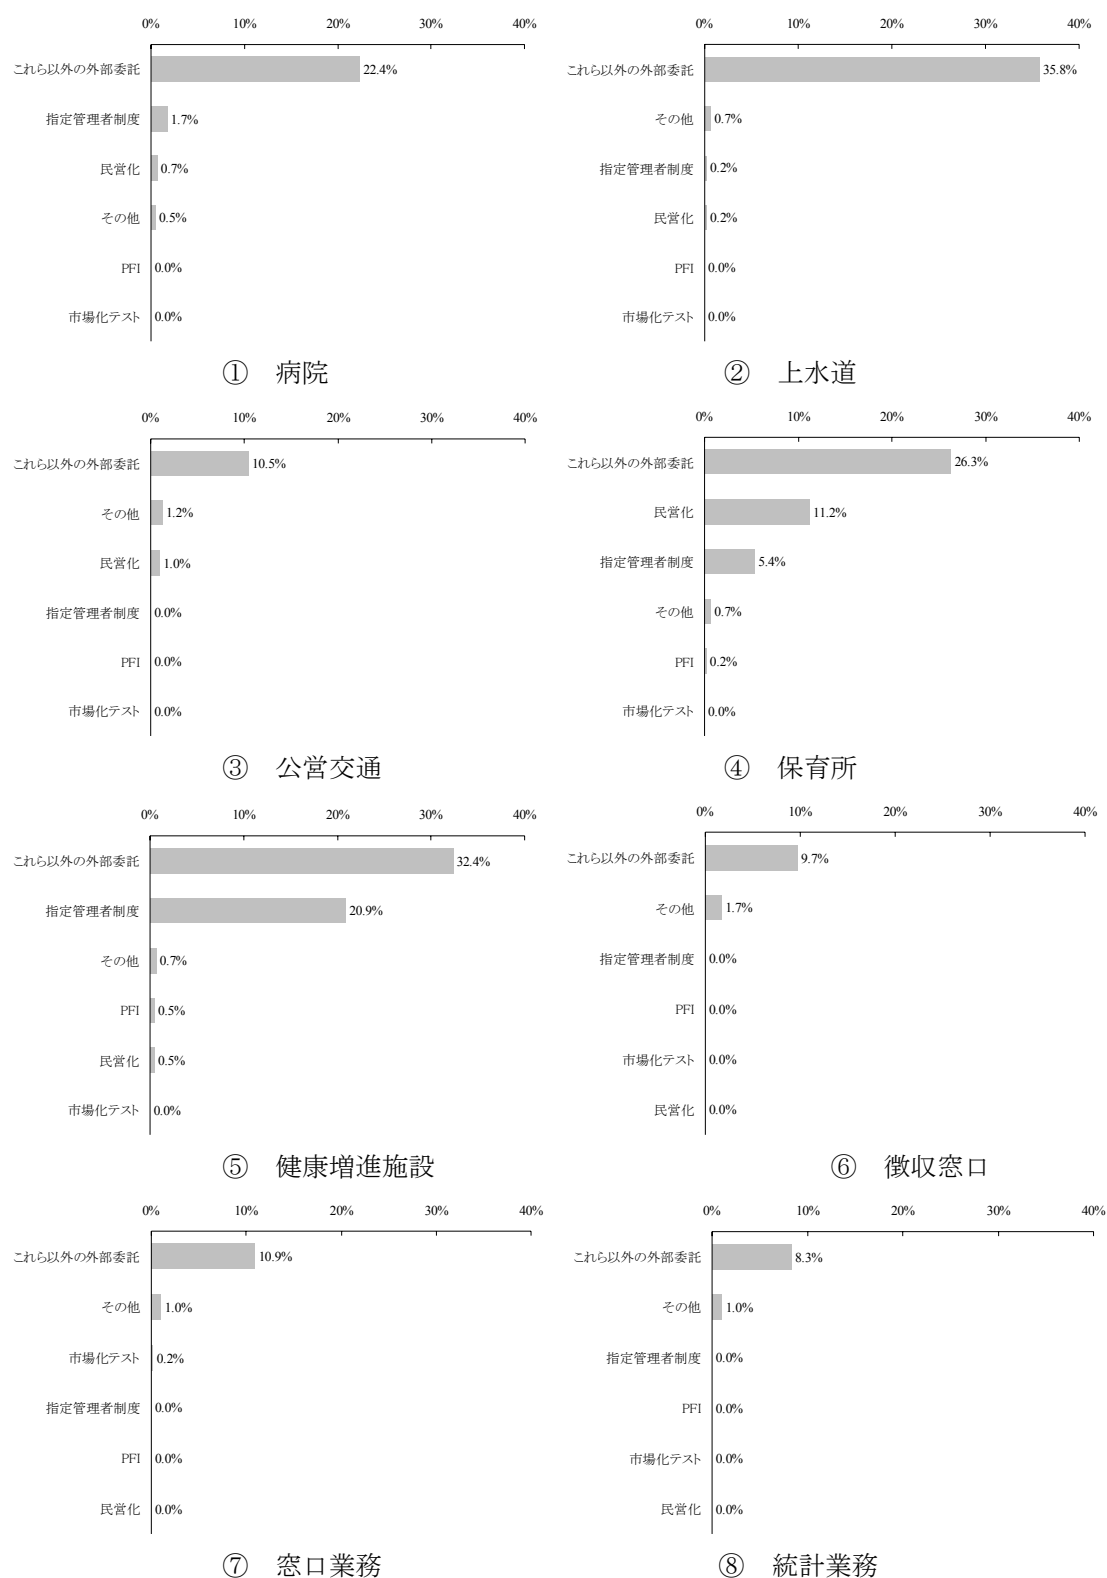 0% 10% 20% 30% 40%
これら以外の外部委託 22.4%
指定管理者制度 1.7%
民営化 0.7%
その他 0.5%
PFI 0.0%
市場化テスト 0.0%
① 病院
0% 10% 20% 30% 40%
これら以外の外部委託 35.8%
その他 0.7%
指定管理者制度 0.2%
民営化 0.2%
PFI 0.0%
市場化テスト 0.0%
② 上水道
0% 10% 20% 30% 40%
これら以外の外部委託 10.5%
その他 1.2%
民営化 1.0%
指定管理者制度 0.0%
PFI 0.0%
市場化テスト 0.0%
③ 公営交通
0% 10% 20% 30% 40%
これら以外の外部委託 26.3%
民営化 11.2%
指定管理者制度 5.4%
その他 0.7%
PFI 0.2%
市場化テスト 0.0%
④ 保育所
0% 10% 20% 30% 40%
これら以外の外部委託 32.4%
指定管理者制度 20.9%
その他 0.7%
PFI 0.5%
民営化 0.5%
市場化テスト 0.0%
⑤ 健康増進施設
0% 10% 20% 30% 40%
これら以外の外部委託 9.7%
その他 1.7%
指定管理者制度 0.0%
PFI 0.0%
市場化テスト 0.0%
民営化 0.0%
⑥ 徴収窓口
0% 10% 20% 30% 40%
これら以外の外部委託 10.9%
その他 1.0%
市場化テスト 0.2%
指定管理者制度 0.0%
PFI 0.0%
民営化 0.0%
⑦ 窓口業務
0% 10% 20% 30% 40%
これら以外の外部委託 8.3%
その他 1.0%
指定管理者制度 0.0%
PFI 0.0%
市場化テスト 0.0%
民営化 0.0%
⑧ 統計業務